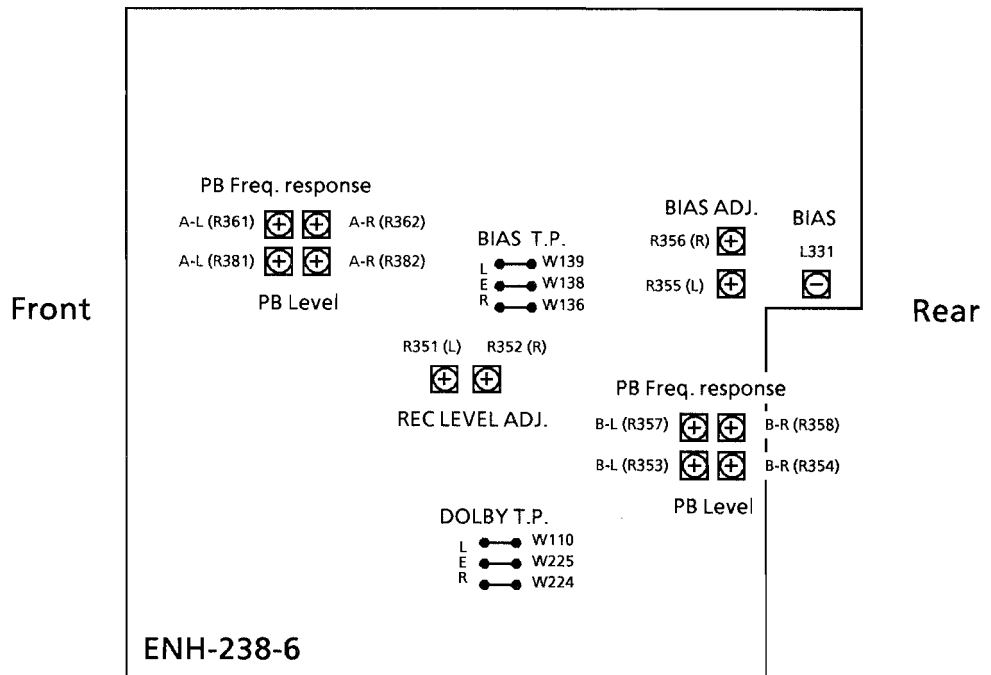 PB Freq. response
A-L (R361)
A-R (R362)
A-L (R381)
A-R (R382)
PB Level
BIAS T.P.
L
W139
E
W138
R
W136
BIAS ADJ.
R356 (R)
R355 (L)
BIAS
L331
Front
Rear
R351 (L)
R352 (R)
REC LEVEL ADJ.
PB Freq. response
B-L (R357)
B-R (R358)
B-L (R353)
B-R (R354)
PB Level
DOLBY T.P.
L
W110
E
W225
R
W224
ENH-238-6